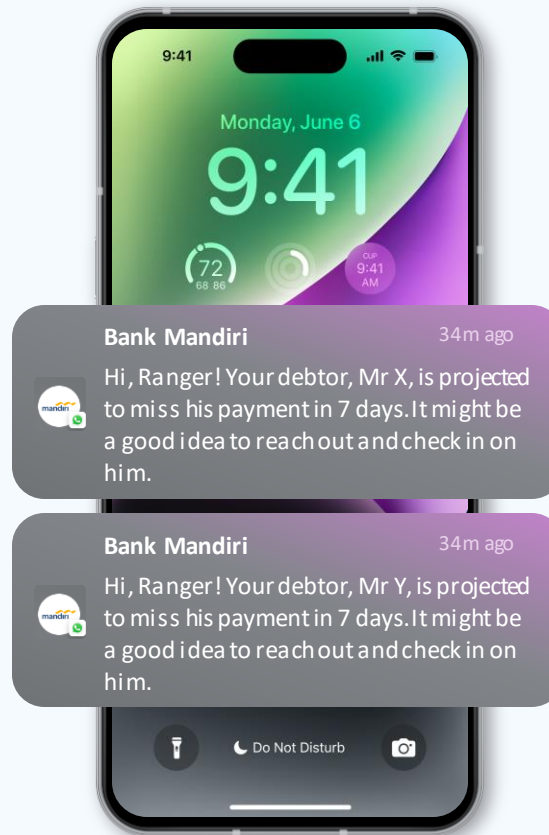 9:41
Monday, June 6
9:41
72
68 86
CUP
9:41
AM
Bank Mandiri
34m ago
mandiri
Hi, Ranger! Your debtor, Mr X, is projected
to miss his payment in 7 days. It might be
a good idea to reach out and check in on
him.
Bank Mandiri
34m ago
mandiri
Hi, Ranger! Your debtor, Mr Y, is projected
to miss his payment in 7 days. It might be
a good idea to reach out and check in on
him.
Do Not Disturb